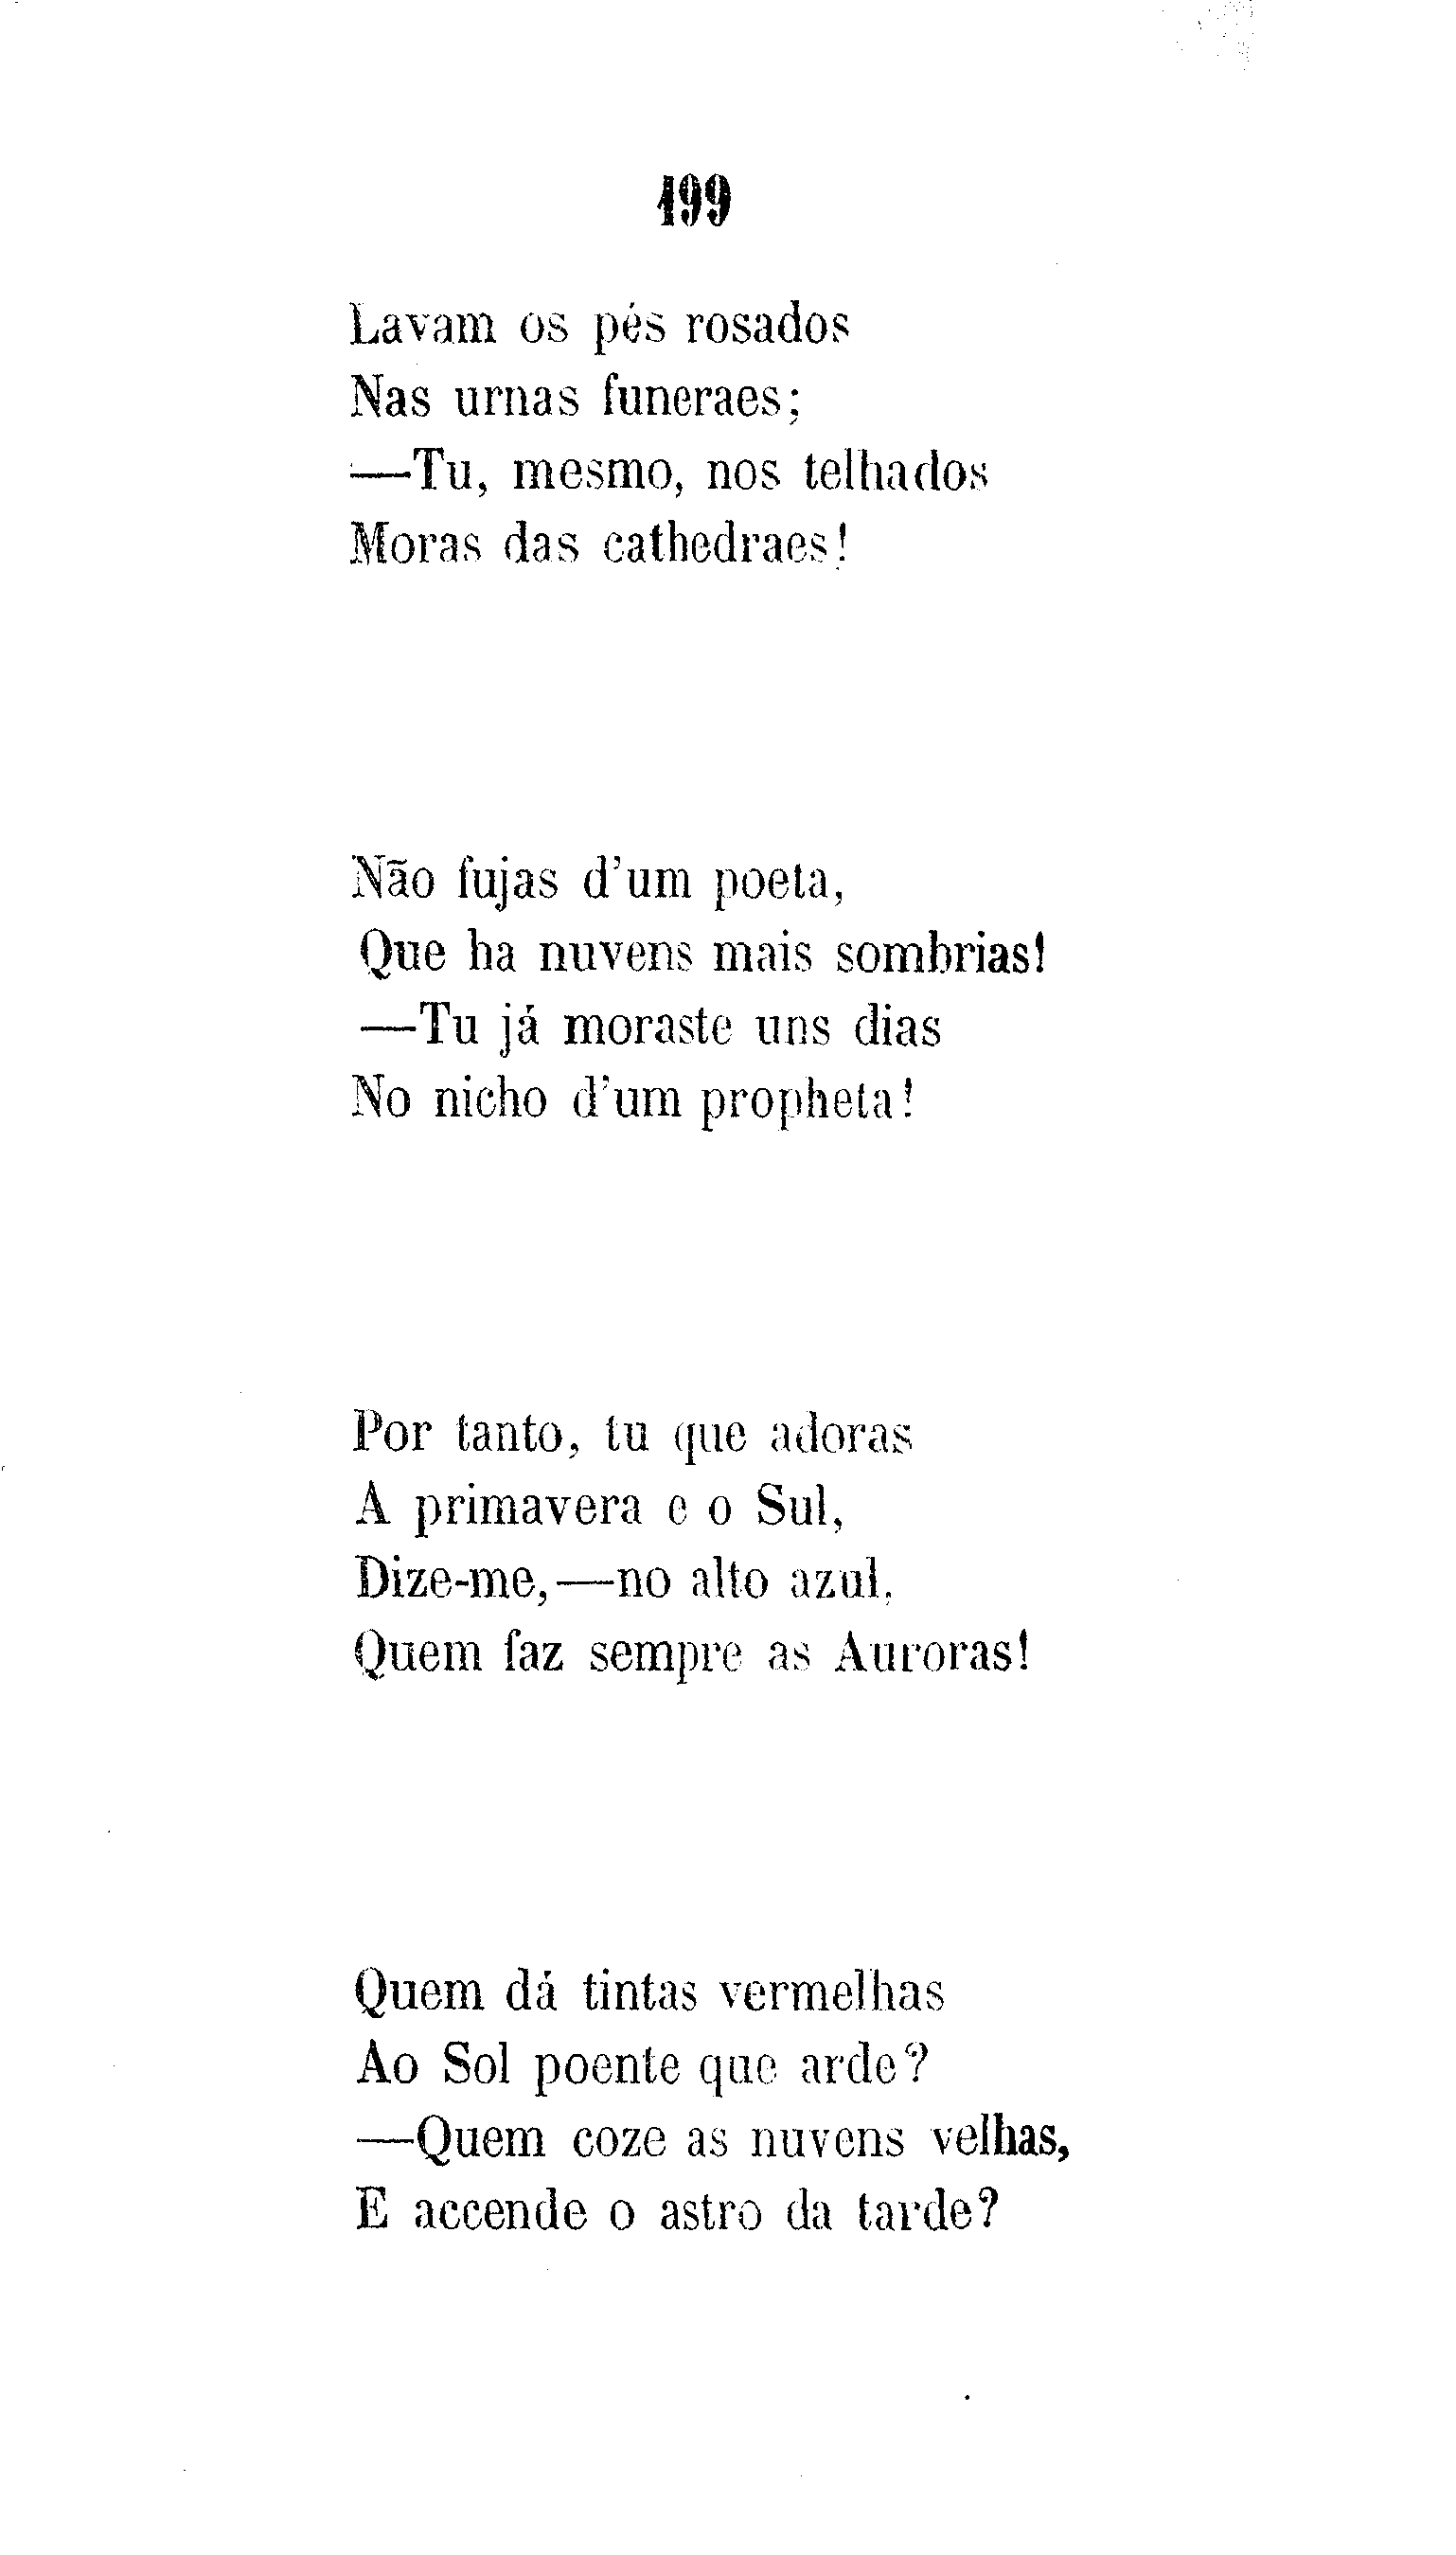 199
Lavam os pés rosados
Nas urnas funeraes;
—Tu, mesmo, nos telhados
Moras das cathedraes!
Não fujas d'um poeta,
Que ha nuvens mais sombrias!
—Tu já moraste uns dias
No nicho d'um propheta!
Por tanto, tu que adoras
A primavera e o Sul,
Dize-me,—no alto azul,
Quem faz sempre as Auroras!
Quem dá tintas vermelhas
Ao Sol poente que arde?
—Quem coze as nuvens velhas,
E accende o astro da tarde?